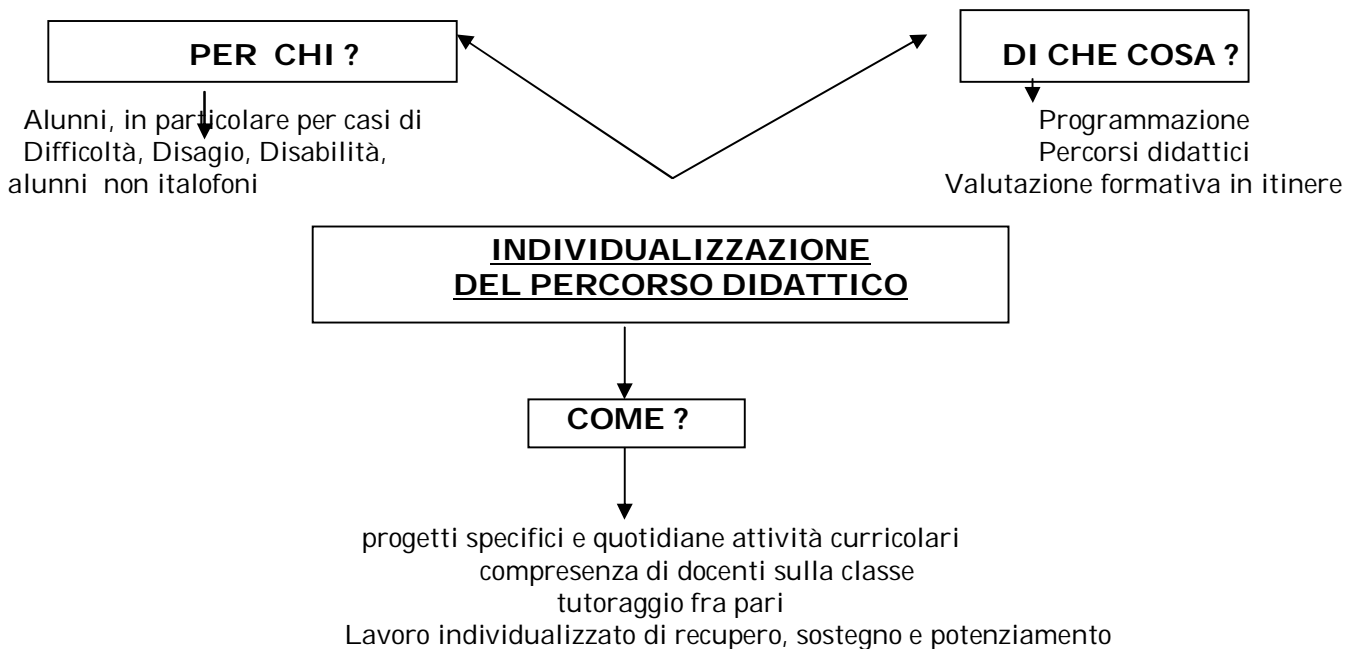 PER CHI ?
Alunni, in particolare per casi di
Difficoltà, Disagio, Disabilità,
alunni non italofoni
DI CHE COSA ?
Programmazione
Percorsi didattici
Valutazione formativa in itinere
INDIVIDUALIZZAZIONE
DEL PERCORSO DIDATTICO
COME ?
progetti specifici e quotidiane attività curricolari
compresenza di docenti sulla classe
tutoraggio fra pari
Lavoro individualizzato di recupero, sostegno e potenziamento